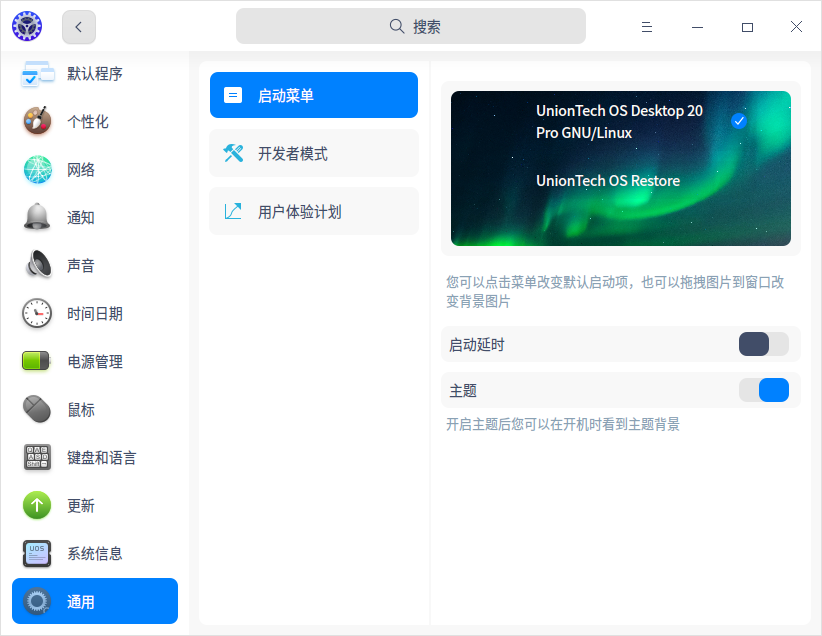 搜索
默认程序
个性化
网络
通知
声音
时间日期
电源管理
鼠标
键盘和语言
更新
系统信息
通用
启动菜单
开发者模式
用户体验计划
UnionTech OS Desktop 20
Pro GNU/Linux
UnionTech OS Restore
您可以点击菜单改变默认启动项，也可以拖拽图片到窗口改
变背景图片
启动延时
主题
开启主题后您可以在开机时看到主题背景